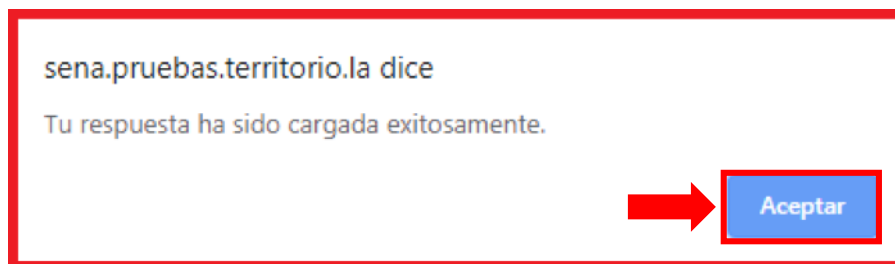 sena.pruebas.territorio.la dice
Tu respuesta ha sido cargada exitosamente.
Aceptar